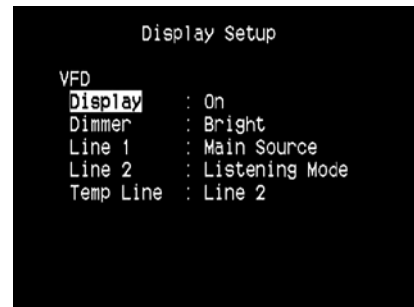 Display Setup
VFD
Display : On
Dimmer : Bright
Line 1 : Main Source
Line 2 : Listening Mode
Temp Line : Line 2